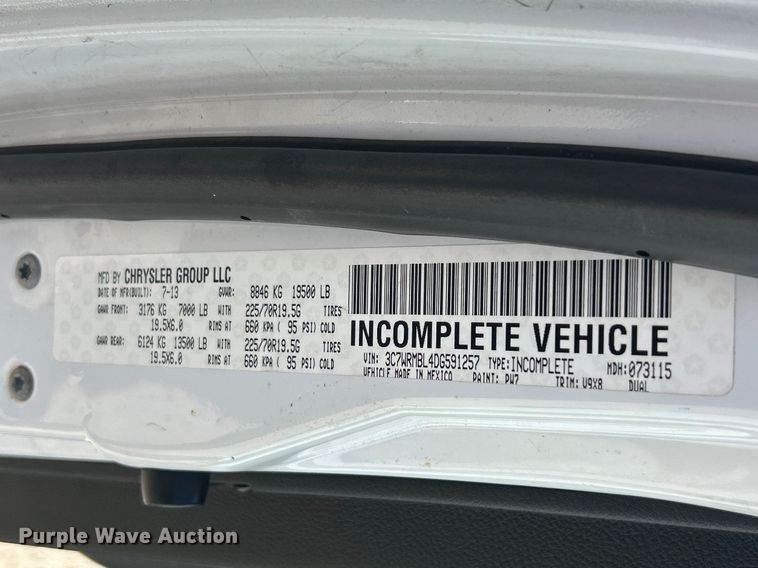 MFD BY CHRYSLER GROUP LLC
DATE OF MFR(BUILT): 7-13 GVWR: 8846 KG 19500 LB
GAWR FRONT: 3176 KG 7000 LB WITH 225/70R19.5G TIRES
19.5X6.0 RIMS AT 660 KPA ( 95 PSI) COLD
GAWR REAR: 6124 KG 13500 LB WITH 225/70R19.5G TIRES
19.5X6.0 RIMS AT 660 KPA ( 95 PSI) COLD
INCOMPLETE VEHICLE
VIN: 3C7WRMBL4DG591257 TYPE:INCOMPLETE MDH:073115
VEHICLE MADE IN MEXICO PAINT: PW7 TRIM: V9X8 DUAL
Purple Wave Auction